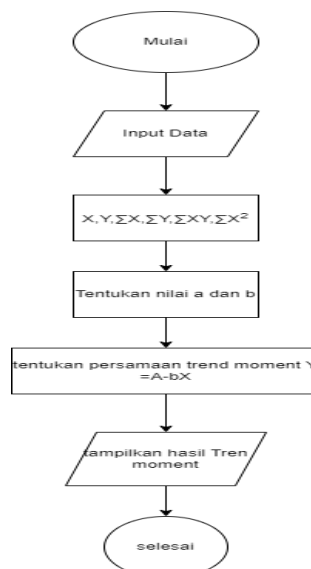 Mulai
Input Data
X,Y,∑X,∑Y,∑XY,∑X²
Tentukan nilai a dan b
tentukan persamaan trend moment Y
=A-bX
tampilkan hasil Tren
moment
selesai